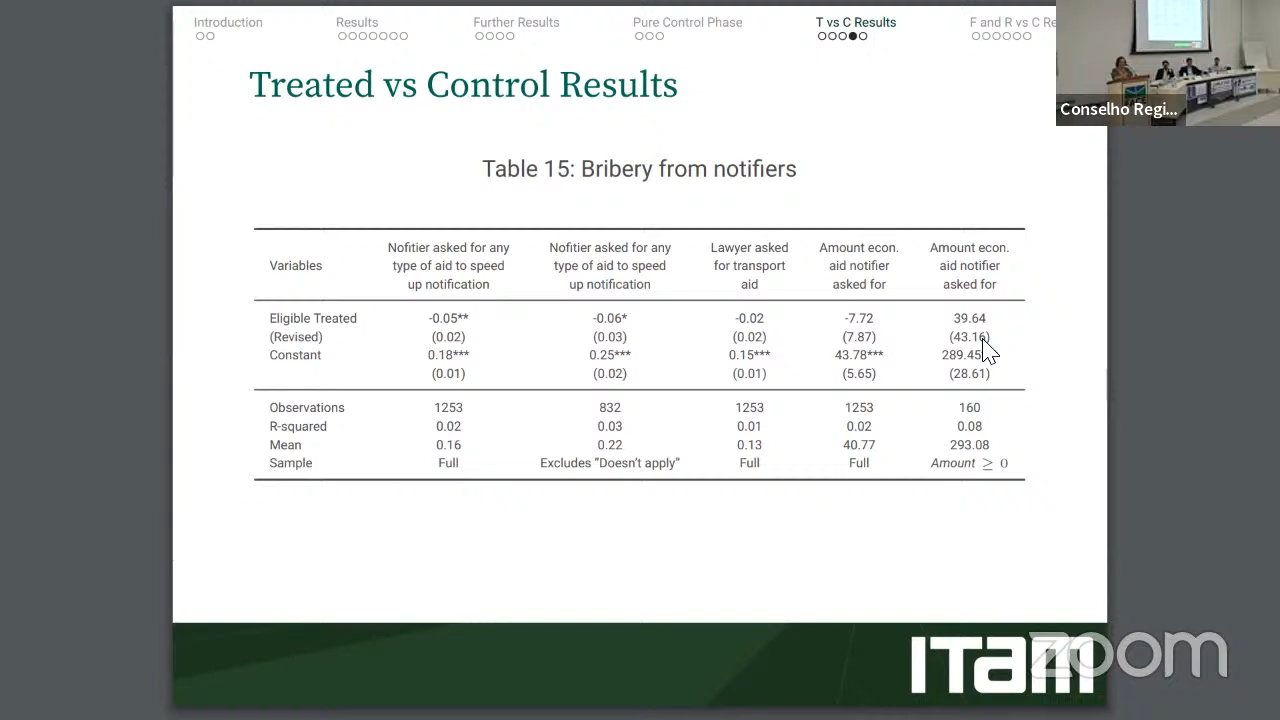 Introduction Results Further Results Pure Control Phase T vs C Results F and R vs C Re
Conselho Regi...
Treated vs Control Results
Table 15: Bribery from notifiers
Nofitier asked for any Nofitier asked for any Lawyer asked Amount econ. Amount econ.
Variables type of aid to speed type of aid to speed for transport aid notifier aid notifier
up notification up notification aid asked for asked for
Eligible Treated -0.05** -0.06* -0.02 -7.72 39.64
(Revised) (0.02) (0.03) (0.02) (7.87) (43.16)
Constant 0.18*** 0.25*** 0.15*** 43.78*** 289.45
(0.01) (0.02) (0.01) (5.65) (28.61)
Observations 1253 832 1253 1253 160
R-squared 0.02 0.03 0.01 0.02 0.08
Mean 0.16 0.22 0.13 40.77 293.08
Sample Full Excludes "Doesn't apply" Full Full Amount ≥ 0
ITAM
zoom